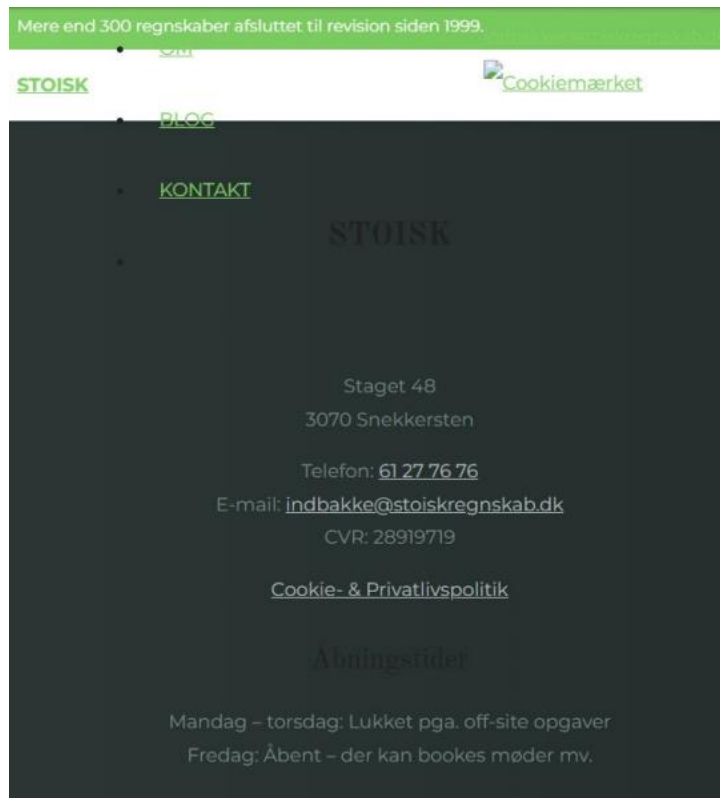 Mere end 300 regnskaber afsluttet til revision siden 1999.
OM
STOISK
Cookiemærket
BLOG
KONTAKT
STOISK
Staget 48
3070 Snekkersten
Telefon: 61 27 76 76
E-mail: indbakke@stoiskregnskab.dk
CVR: 28919719
Cookie- & Privatlivspolitik
Åbningstider
Mandag – torsdag: Lukket pga. off-site opgaver
Fredag: Åbent – der kan bookes møder mv.